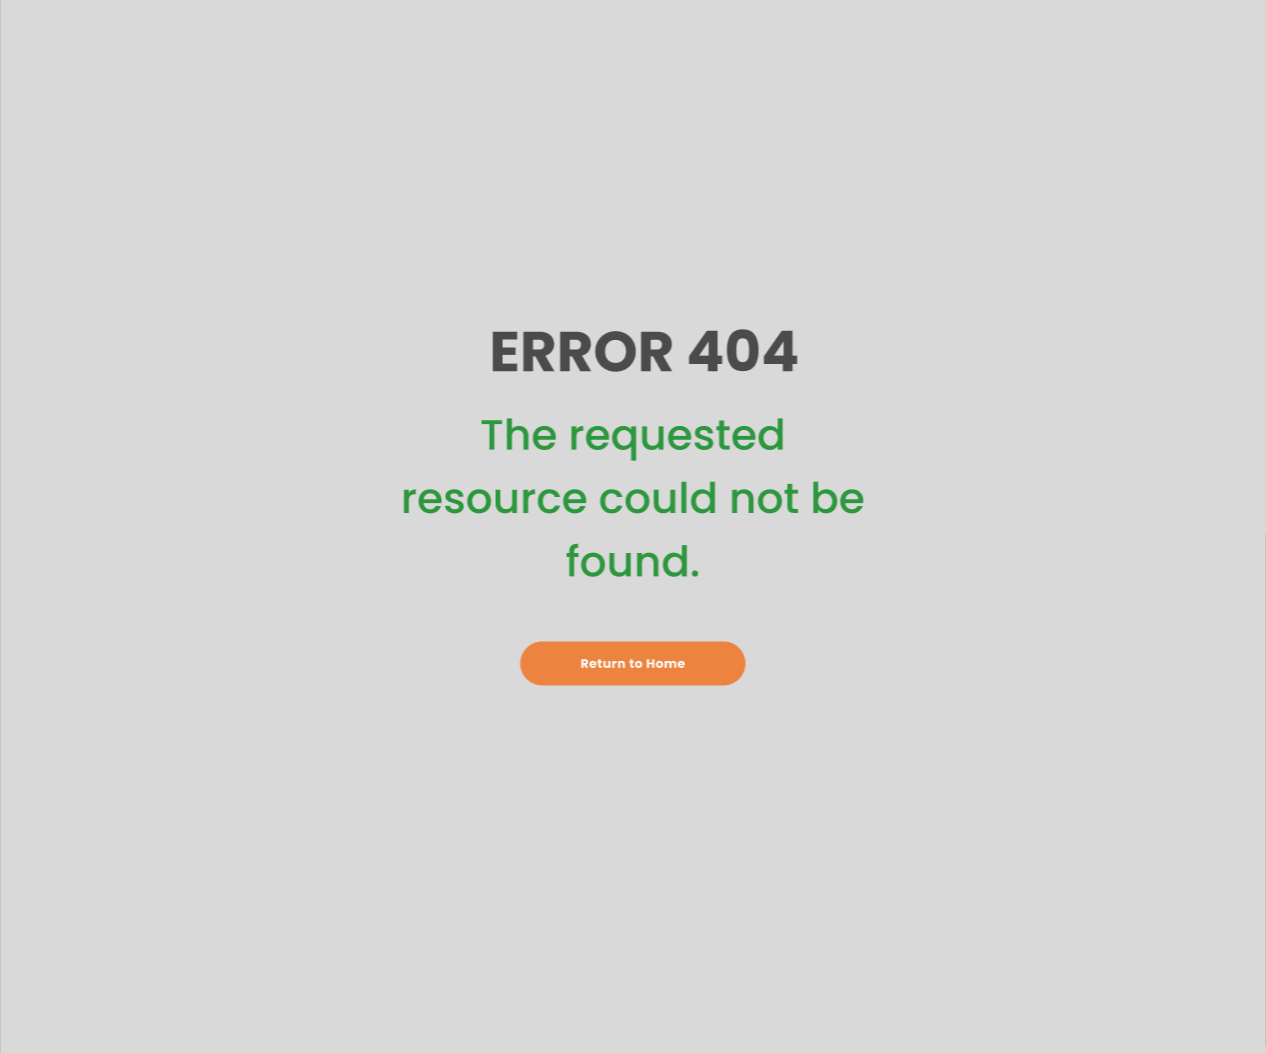 ERROR 404
The requested
resource could not be
found.
Return to Home